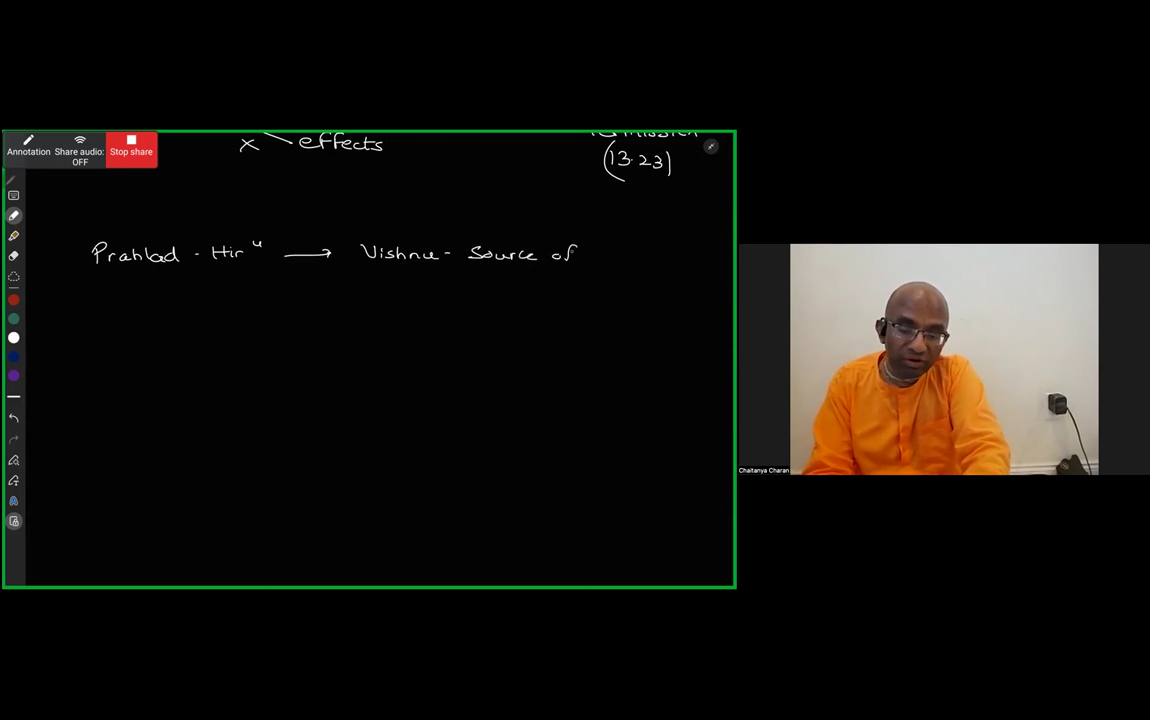 Annotation
Share audio:
OFF
Stop share
x effects
(13.23)
Prahlad - Hir" → Vishnu - Source of
Chaitanya Charan